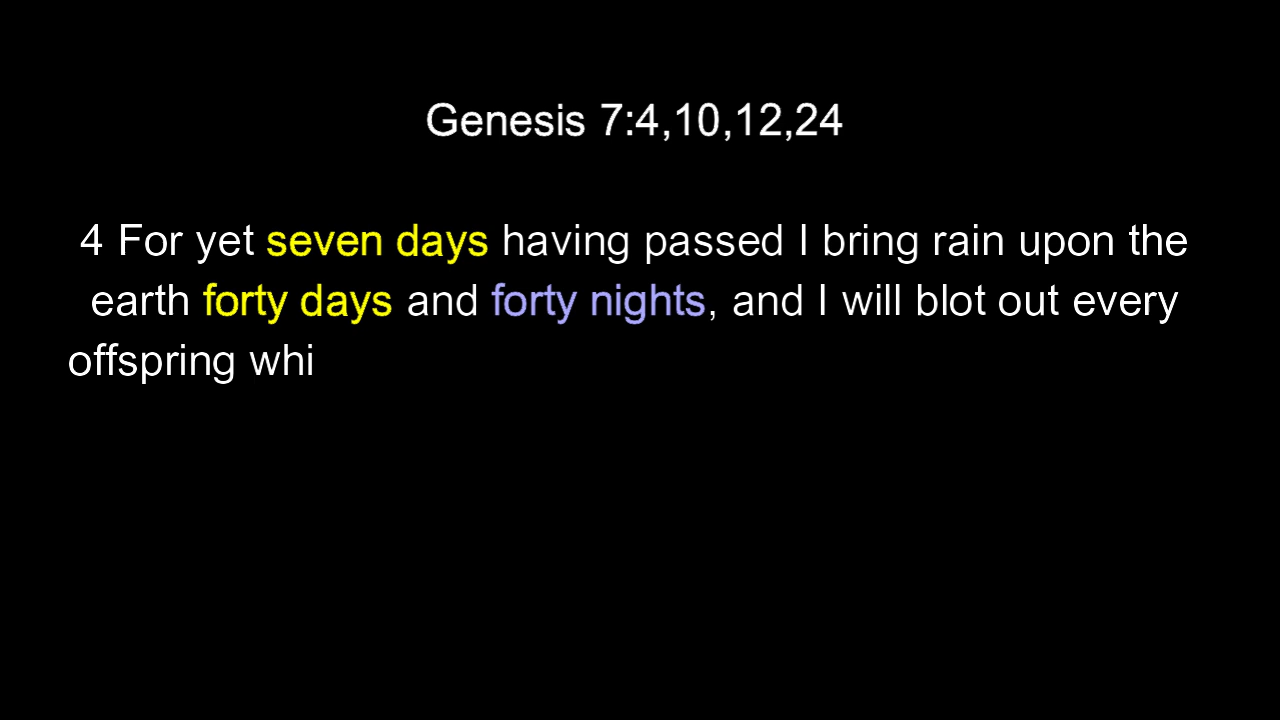 Genesis 7:4,10,12,24
4 For yet seven days having passed I bring rain upon the
earth forty days and forty nights, and I will blot out every
offspring whi